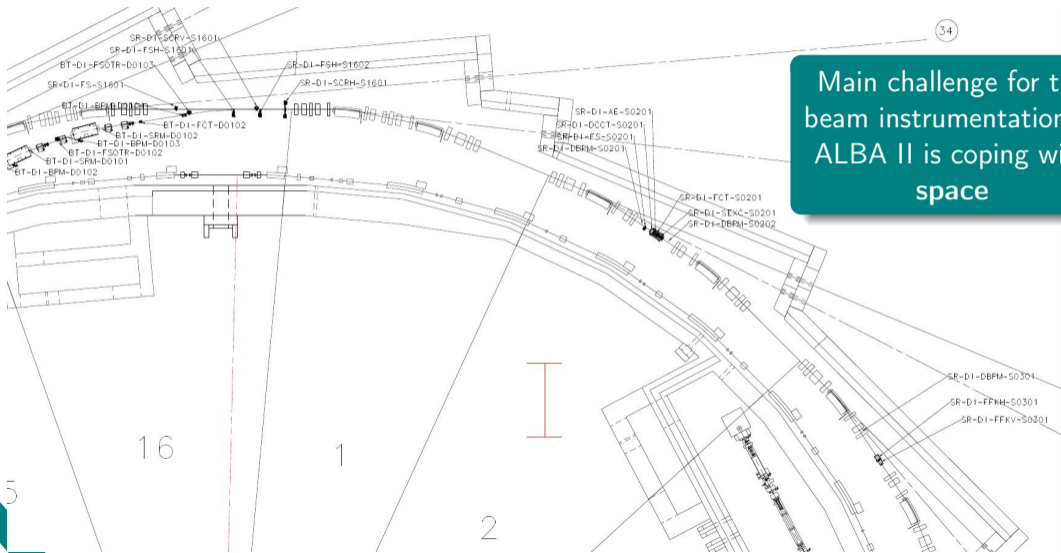 SR-DI-SCRV-S1601
SR-DI-FSH-S1601
BT-DI-FSOTR-D0103
SR-DI-FS-S1601
SR-DI-FSH-S1602
SR-DI-SCRH-S1601
BT-DI-FCT-D0102
BT-DI-SRM-D0102
BT-DI-BPM-D0103
BT-DI-FSOTR-D0102
BT-DI-SRM-D0101
BT-DI-BPM-D0102
34
Main challenge for t
beam instrumentation
ALBA II is coping wi
space
SR-DI-AE-S0201
SR-DI-DCCT-S0201
SR-DI-FS-S0201
SR-DI-DBPM-S0201
SR-DI-FCT-S0201
SR-DI-SEXC-S0201
SR-DI-DBPM-S0202
SR-DI-DBPM-S0301
SR-DI-FFKH-S0301
SR-DI-FFKV-S0301
16
1
2
5